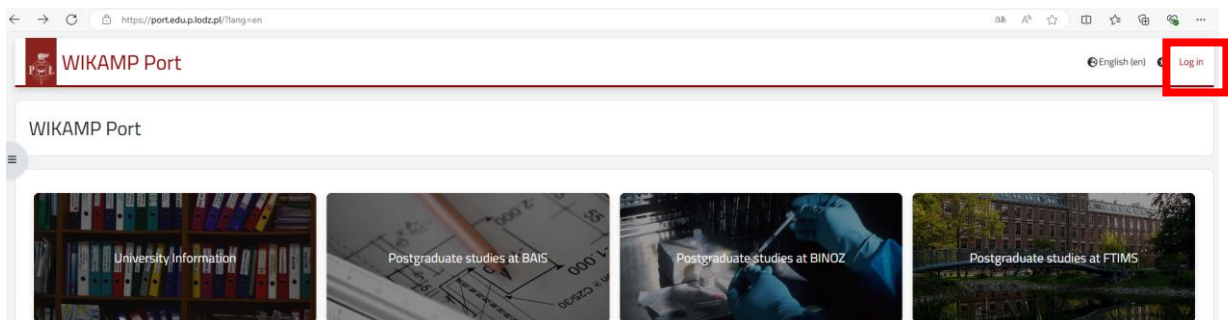 https://port.edu.p.lodz.pl/?lang=en
WIKAMP Port
English (en)
Log in
WIKAMP Port
University Information
Postgraduate studies at BAIS
Postgraduate studies at BINOZ
Postgraduate studies at FTIMS